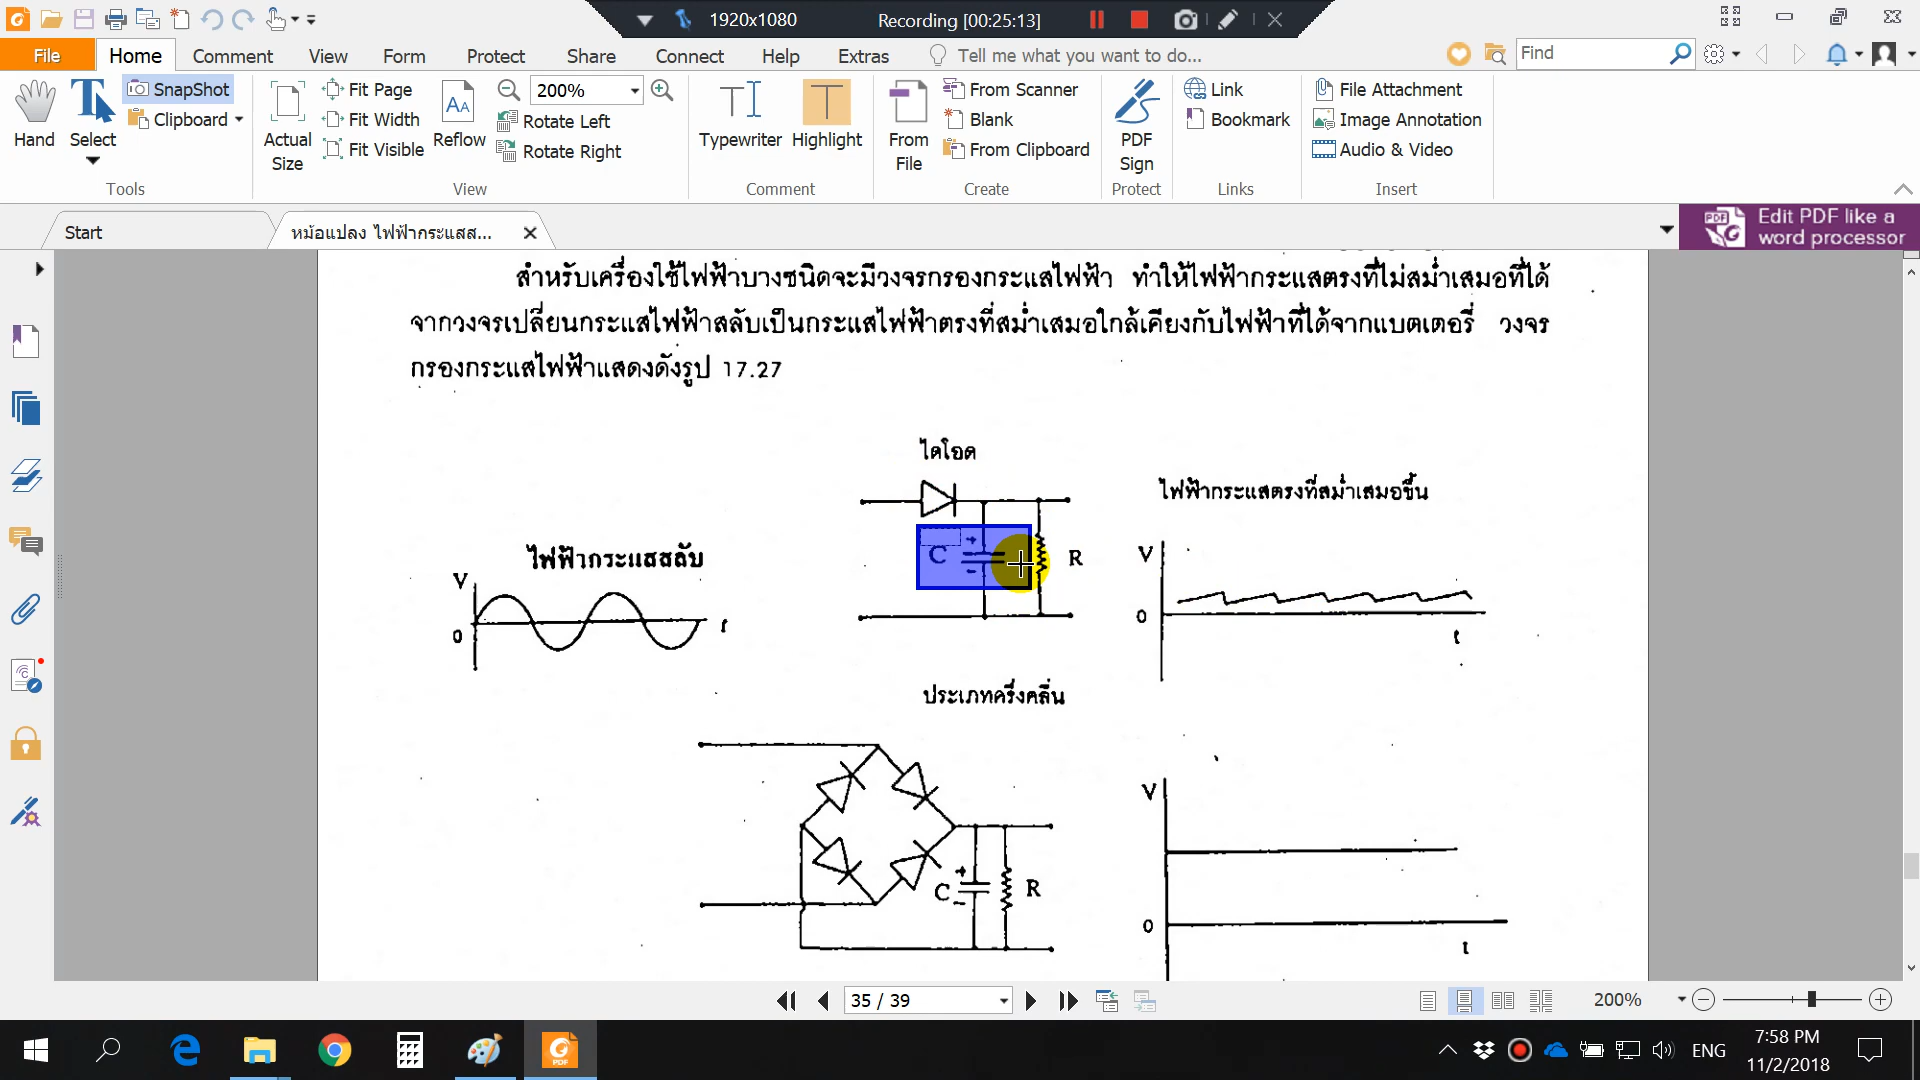 1920x1080 Recording [00:25:13]
File Home Comment View Form Protect Share Connect Help Extras Tell me what you want to do... Find
SnapShot Fit Page 200% From Scanner Link File Attachment
Clipboard Fit Width Rotate Left Blank Bookmark Image Annotation
Hand Select Actual Size Fit Visible Reflow Rotate Right Typewriter Highlight From File From Clipboard PDF Sign Audio & Video
Tools View Comment Create Protect Links Insert
Start หม้อแปลง ไฟฟ้ากระแสส... Edit PDF like a
word processor
สำหรับเครื่องใช้ไฟฟ้าบางชนิดจะมีวงจรกรองกระแสไฟฟ้า ทำให้ไฟฟ้ากระแสตรงที่ไม่สม่ำเสมอที่ได้
จากวงจรเปลี่ยนกระแสไฟฟ้าสลับเป็นกระแสไฟฟ้าตรงที่สม่ำเสมอใกล้เคียงกับไฟฟ้าที่ได้จากแบตเตอรี่ วงจร
กรองกระแสไฟฟ้าแสดงดังรูป 17.27
ไดโอด
ไฟฟ้ากระแสตรงที่สม่ำเสมอขึ้น
ไฟฟ้ากระแสสลับ
C + - R
V 0 t
V 0 t
ประเภทครึ่งคลื่น
C + - R
V 0 t
35 / 39 200%
ENG 7:58 PM
11/2/2018